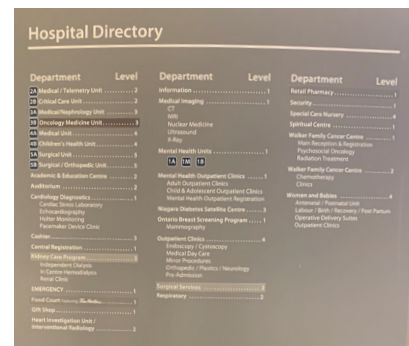 Hospital Directory
Department Level
2A Medical / Telemetry Unit 2
2B Critical Care Unit 2
3A Medical/Nephrology Unit 3
3B Oncology Medicine Unit 3
4A Medical Unit 4
4B Children's Health Unit 4
5A Surgical Unit 5
5B Surgical / Orthopedic Unit 5
Academic & Education Centre 2
Auditorium 2
Cardiology Diagnostics 1
Cardiac Stress Laboratory
Echocardiography
Holter Monitoring
Pacemaker Device Clinic
Cashier 3
Central Registration 1
Kidney Care Program 3
Independent Dialysis
In-Centre Hemodialysis
Renal Clinic
EMERGENCY 1
Food Court featuring 1
Gift Shop 1
Heart Investigation Unit /
Interventional Radiology 2
Department Level
Information 1
Medical Imaging 1
CT
MRI
Nuclear Medicine
Ultrasound
X-Ray
Mental Health Units
1A 1M 1B
Mental Health Outpatient Clinics 1
Adult Outpatient Clinics
Child & Adolescent Outpatient Clinics
Mental Health Outpatient Registration
Niagara Diabetes Satellite Centre 3
Ontario Breast Screening Program 1
Mammography
Outpatient Clinics 4
Endoscopy / Cystoscopy
Medical Day Care
Minor Procedures
Orthopedic / Plastics / Neurology
Pre-Admission
Surgical Services 2
Respiratory 2
Department Level
Retail Pharmacy 1
Security 1
Special Care Nursery 4
Spiritual Centre 1
Walker Family Cancer Centre 1
Main Reception & Registration
Psychosocial Oncology
Radiation Treatment
Walker Family Cancer Centre 2
Chemotherapy
Clinics
Women and Babies 4
Antenatal / Postnatal Unit
Labour / Birth / Recovery / Post Partum
Operative Delivery Suites
Outpatient Clinics